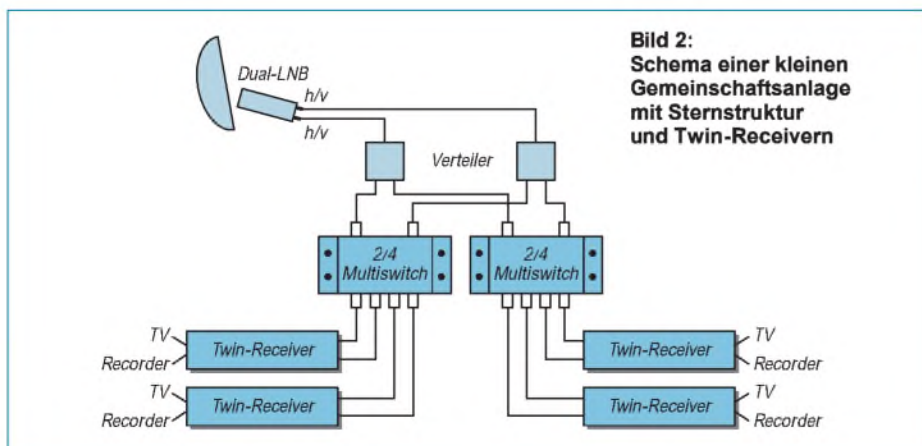 Bild 2:
Schema einer kleinen
Gemeinschaftsanlage
mit Sternstruktur
und Twin-Receivern
Dual-LNB
h/v
h/v
Verteiler
2/4
Multiswitch
2/4
Multiswitch
TV
Recorder
Twin-Receiver
TV
Recorder
Twin-Receiver
Twin-Receiver
TV
Recorder
Twin-Receiver
TV
Recorder